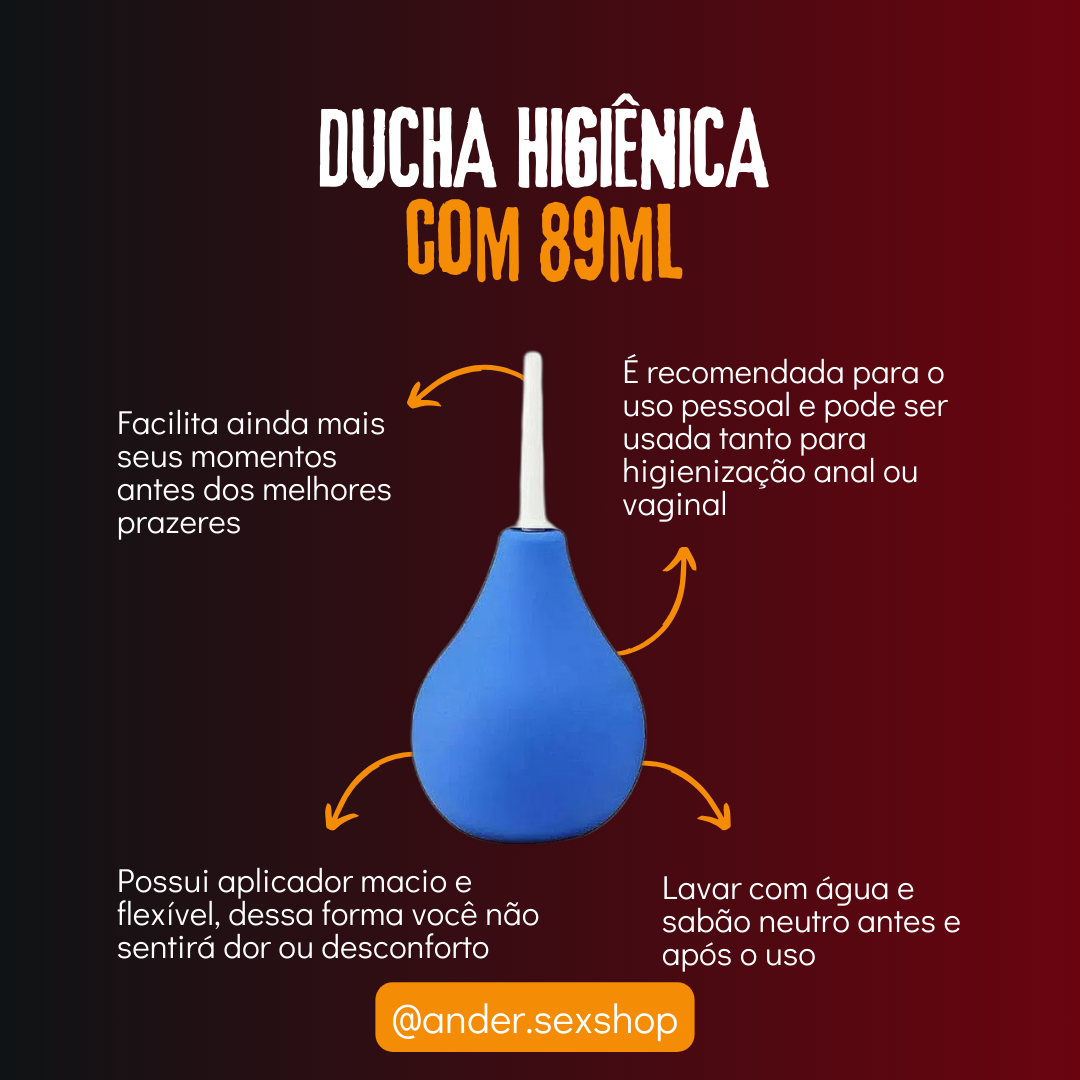 DUCHA HIGIÊNICA
COM 89ML
Facilita ainda mais
seus momentos
antes dos melhores
prazeres
É recomendada para o
uso pessoal e pode ser
usada tanto para
higienização anal ou
vaginal
Possui aplicador macio e
flexível, dessa forma você não
sentirá dor ou desconforto
Lavar com água e
sabão neutro antes e
após o uso
@ander.sexshop